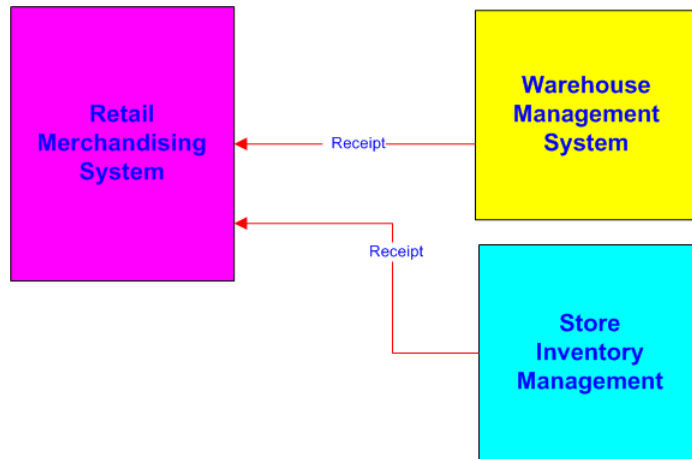 Retail
Merchandising
System
Receipt
Warehouse
Management
System
Receipt
Store
Inventory
Management